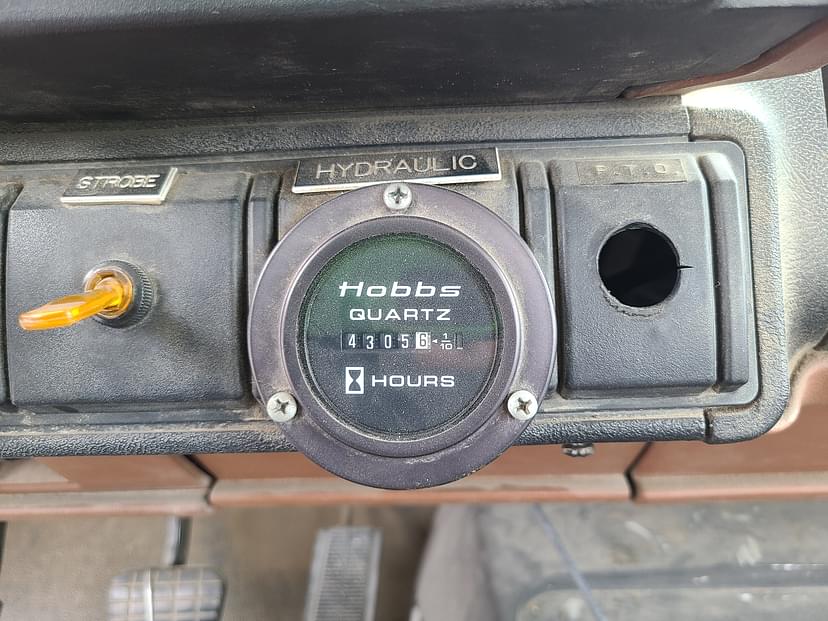 STROBE
HYDRAULIC
P.T.O.
Hobbs
QUARTZ
43056 1/10
HOURS